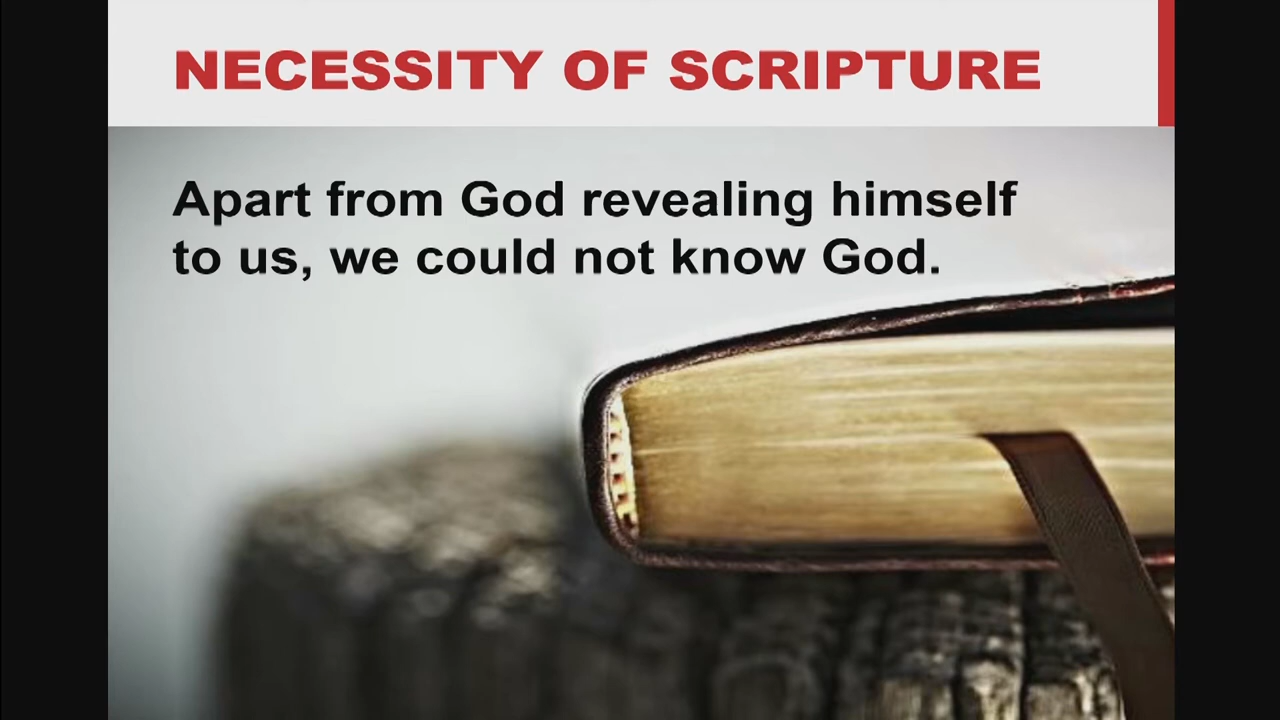 NECESSITY OF SCRIPTURE
Apart from God revealing himself
to us, we could not know God.